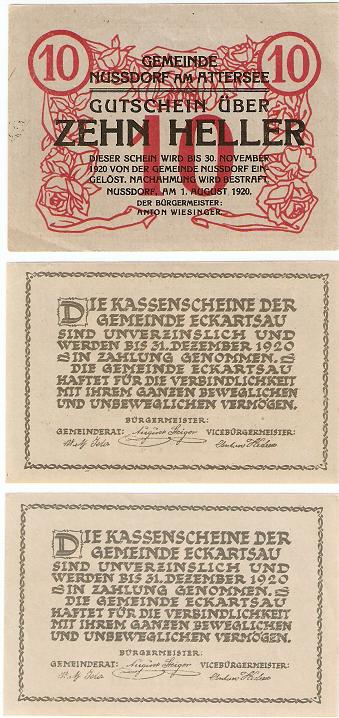 10 10
GEMEINDE
NUSSDORF AM ATTERSEE
GUTSCHEIN ÜBER
ZEHN HELLER
10
DIESER SCHEIN WIRD BIS 30. NOVEMBER
1920 VON DER GEMEINDE NUSSDORF EIN-
GELÖST. NACHAHMUNG WIRD BESTRAFT
NUSSDORF, AM 1. AUGUST 1920.
DER BÜRGERMEISTER:
ANTON WIESINGER.
DIE KASSENSCHEINE DER
GEMEINDE ECKARTSAU
SIND UNVERZINSLICH UND
WERDEN BIS 31. DEZEMBER 1920
IN ZAHLUNG GENOMMEN.
DIE GEMEINDE ECKARTSAU
HAFTET FÜR DIE VERBINDLICHKEIT
MIT IHREM GANZEN BEWEGLICHEN
UND UNBEWEGLICHEN VERMÖGEN.
BÜRGERMEISTER:
GEMEINDERAT: VICEBÜRGERMEISTER:
DIE KASSENSCHEINE DER
GEMEINDE ECKARTSAU
SIND UNVERZINSLICH UND
WERDEN BIS 31. DEZEMBER 1920
IN ZAHLUNG GENOMMEN.
DIE GEMEINDE ECKARTSAU
HAFTET FÜR DIE VERBINDLICHKEIT
MIT IHREM GANZEN BEWEGLICHEN
UND UNBEWEGLICHEN VERMÖGEN.
BÜRGERMEISTER:
GEMEINDERAT: VICEBÜRGERMEISTER: